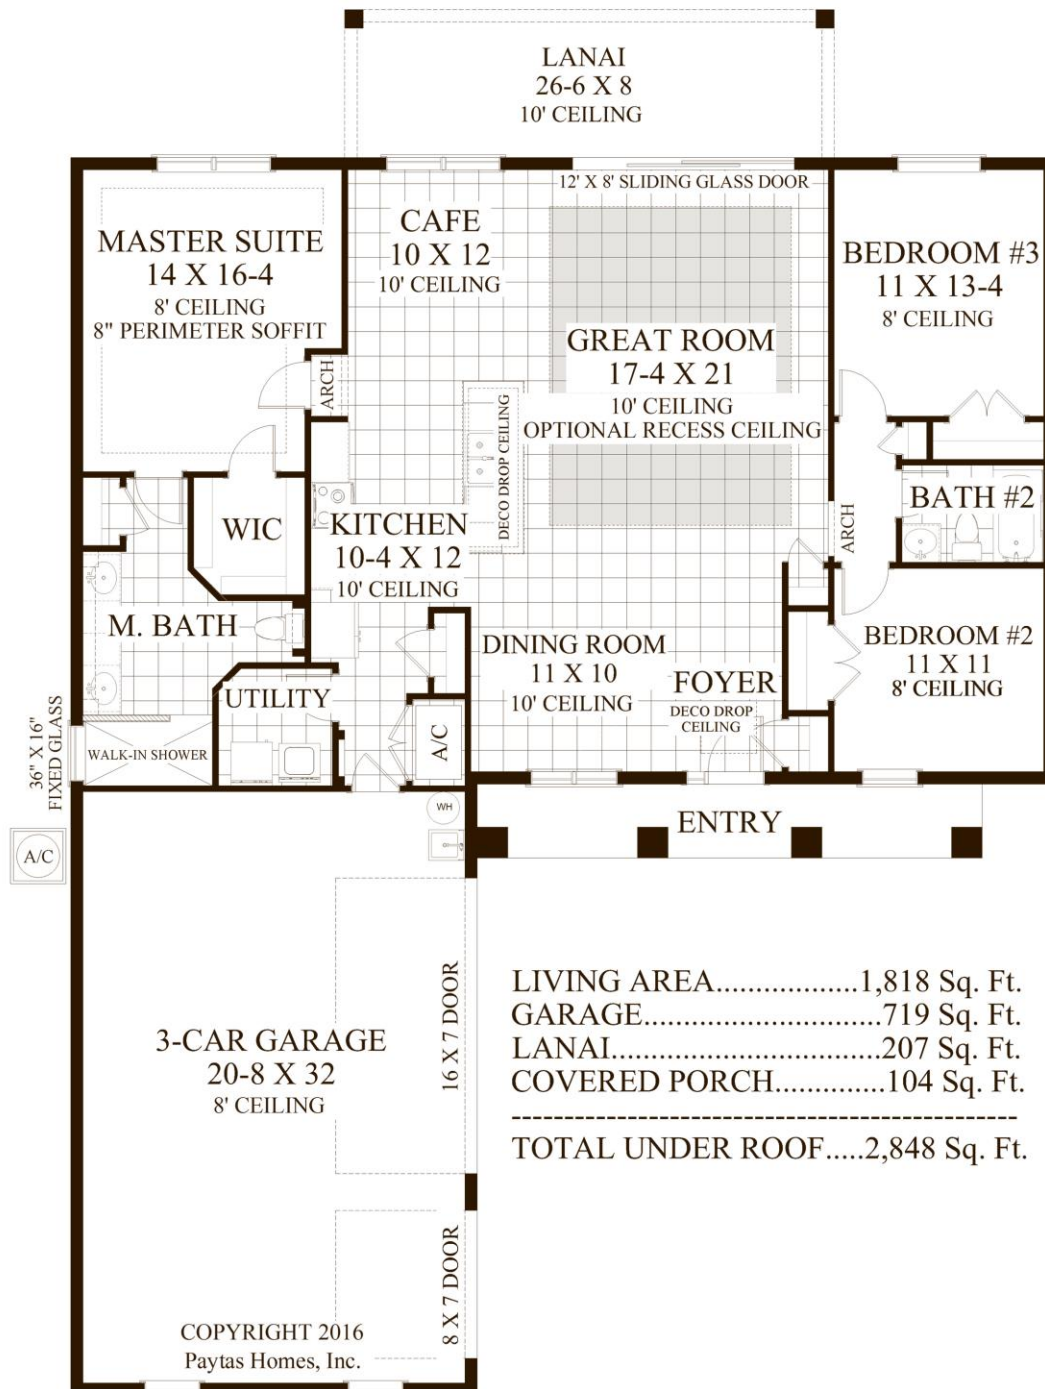 LANAI
26-6 X 8
10' CEILING
12' X 8' SLIDING GLASS DOOR
CAFE
10 X 12
10' CEILING
MASTER SUITE
14 X 16-4
8' CEILING
8" PERIMETER SOFFIT
BEDROOM #3
11 X 13-4
8' CEILING
GREAT ROOM
17-4 X 21
10' CEILING
OPTIONAL RECESS CEILING
ARCH
DECO DROP CEILING
WIC
KITCHEN
10-4 X 12
10' CEILING
ARCH
BATH #2
M. BATH
DINING ROOM
11 X 10
10' CEILING
FOYER
DECO DROP
CEILING
BEDROOM #2
11 X 11
8' CEILING
UTILITY
A/C
WALK-IN SHOWER
36" X 16"
FIXED GLASS
A/C
WH
ENTRY
3-CAR GARAGE
20-8 X 32
8' CEILING
16 X 7 DOOR
8 X 7 DOOR
LIVING AREA.................1,818 Sq. Ft.
GARAGE............................719 Sq. Ft.
LANAI................................207 Sq. Ft.
COVERED PORCH.............104 Sq. Ft.
------------------------------------------------
TOTAL UNDER ROOF.....2,848 Sq. Ft.
COPYRIGHT 2016
Paytas Homes, Inc.